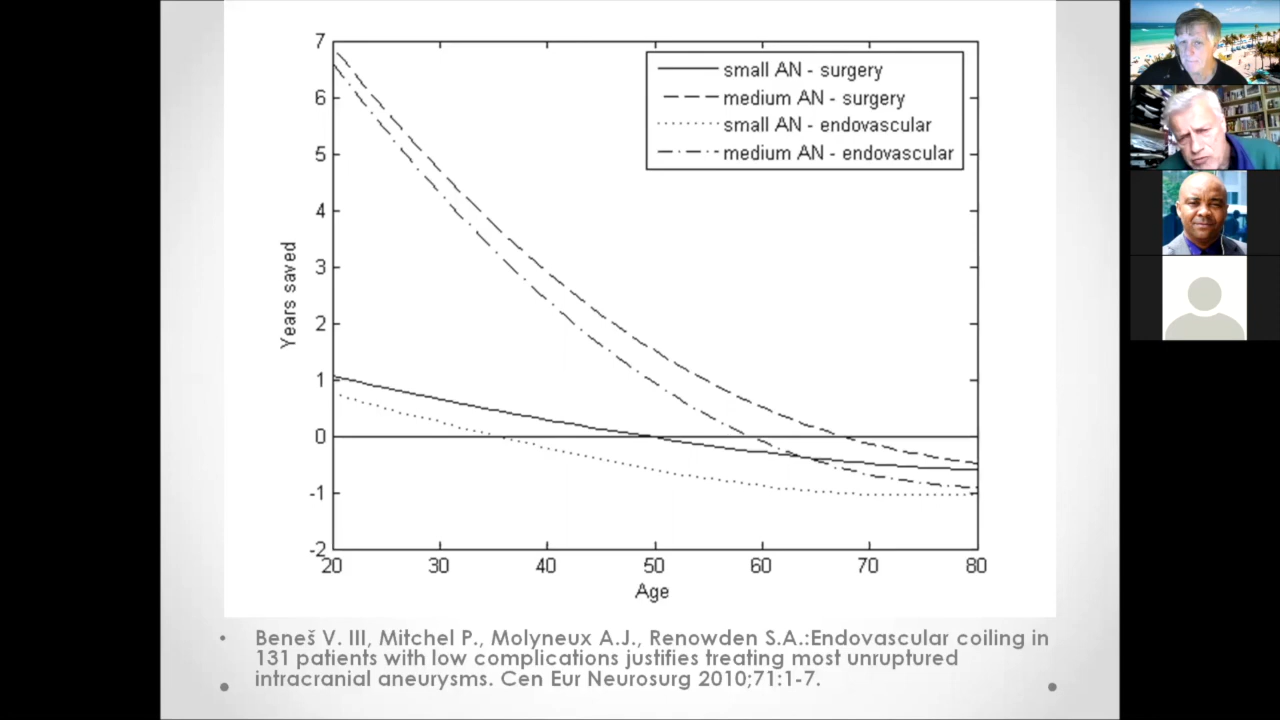 7
6
5
4
3
2
1
0
-1
-2
Years saved
small AN - surgery
medium AN - surgery
small AN - endovascular
medium AN - endovascular
20 30 40 50 60 70 80
Age
• Beneš V. III, Mitchel P., Molyneux A.J., Renowden S.A.:Endovascular coiling in
131 patients with low complications justifies treating most unruptured
intracranial aneurysms. Cen Eur Neurosurg 2010;71:1-7.